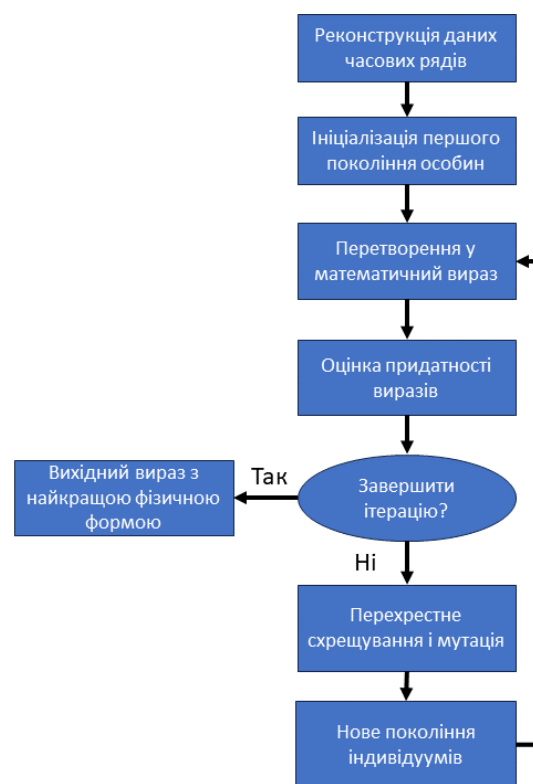 Реконструкція даних
часових рядів
Ініціалізація першого
покоління особин
Перетворення у
математичний вираз
Оцінка придатності
виразів
Завершити
ітерацію?
Так
Вихідний вираз з
найкращою фізичною
формою
Ні
Перехрестне
схрещування і мутація
Нове покоління
індивідуумів